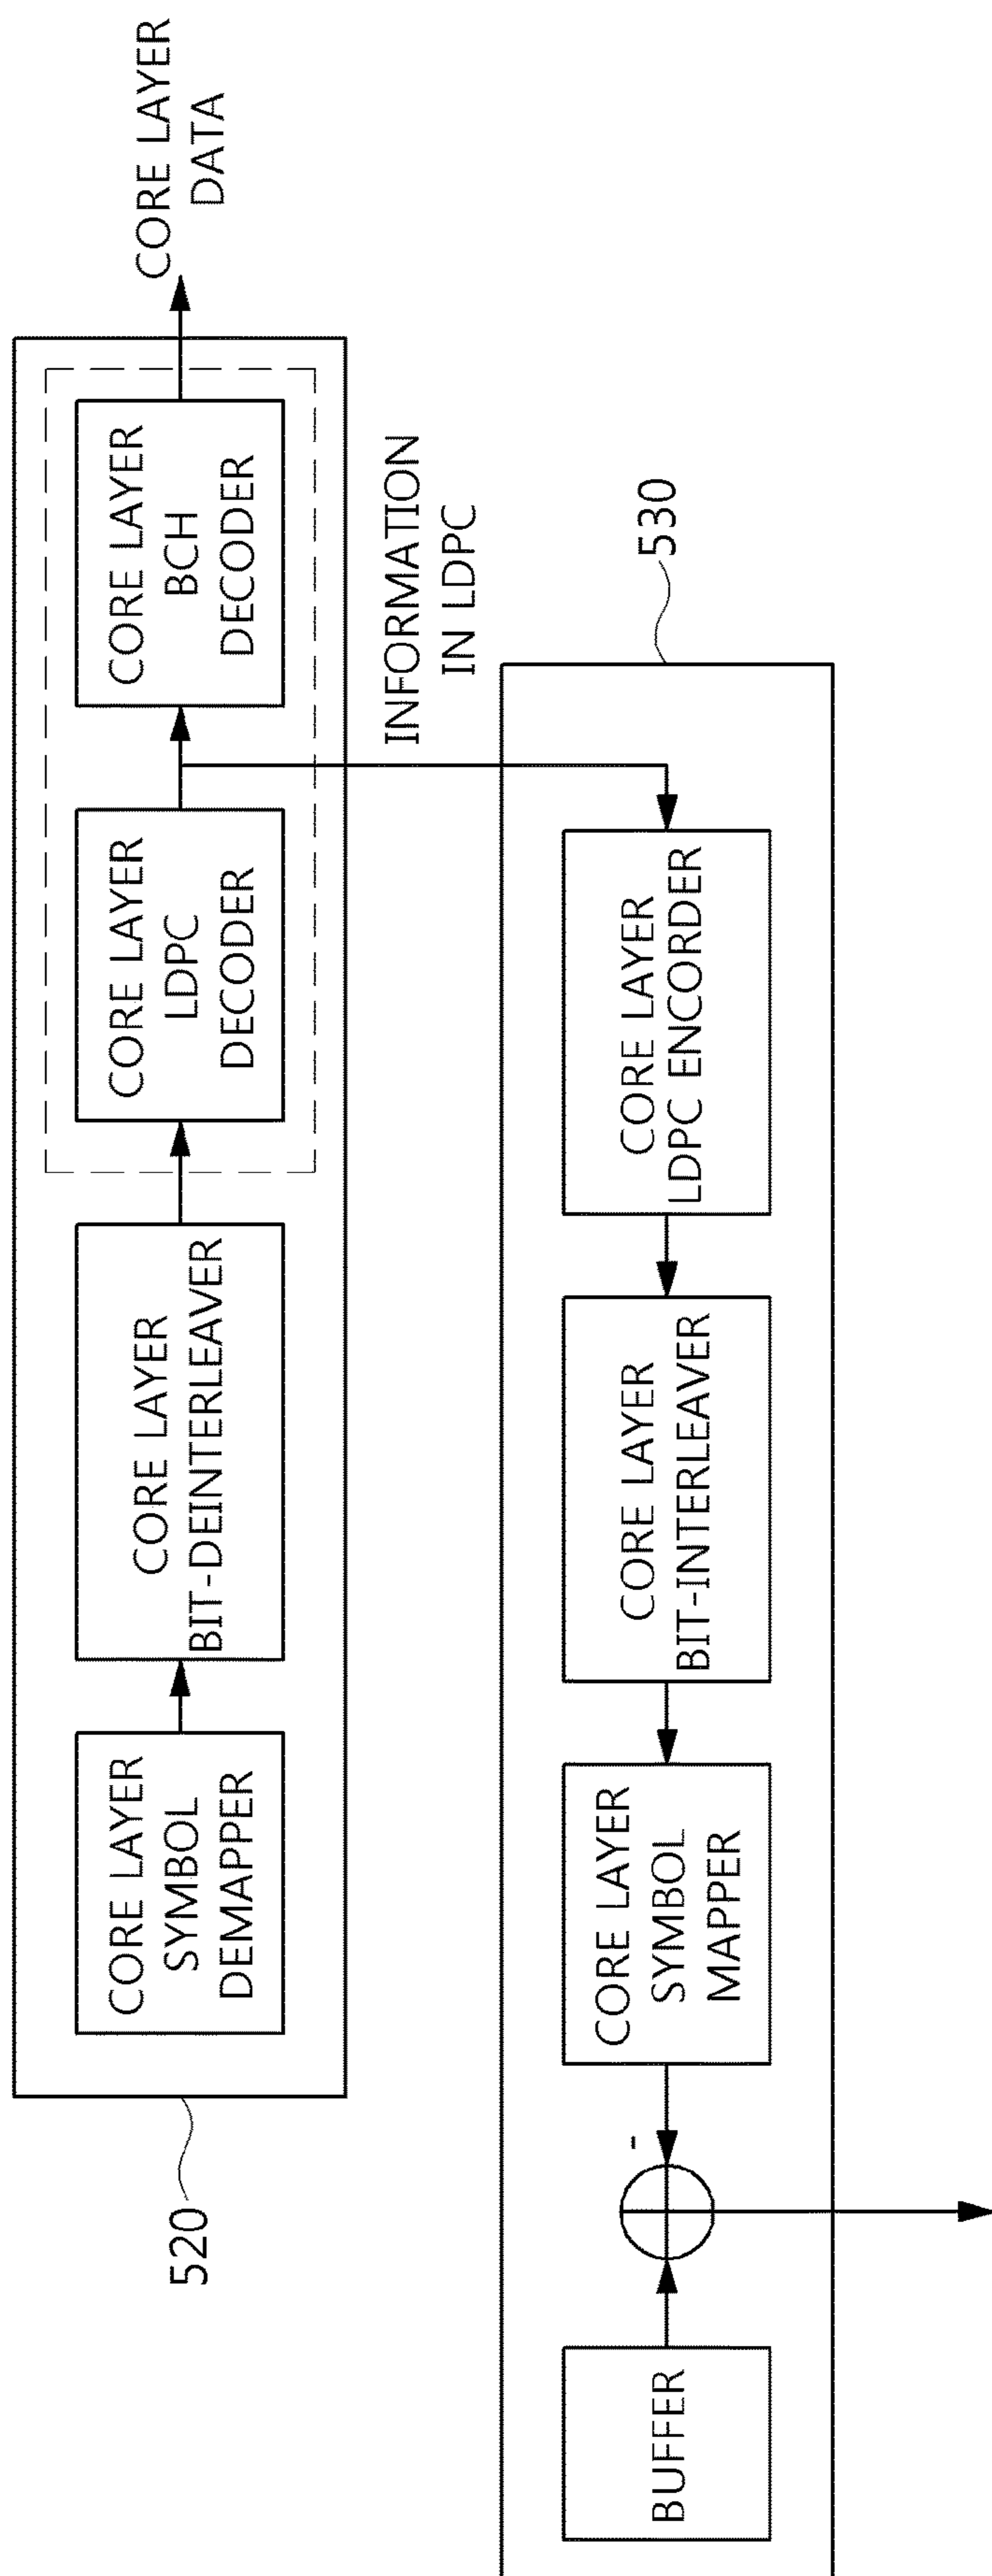 520
CORE LAYER
SYMBOL
DEMAPPER
CORE LAYER
BIT-DEINTERLEAVER
CORE LAYER
LDPC
DECODER
CORE LAYER
BCH
DECODER
CORE LAYER
DATA
INFORMATION
IN LDPC
530
BUFFER
-
CORE LAYER
SYMBOL
MAPPER
CORE LAYER
BIT-INTERLEAVER
CORE LAYER
LDPC ENCORDER